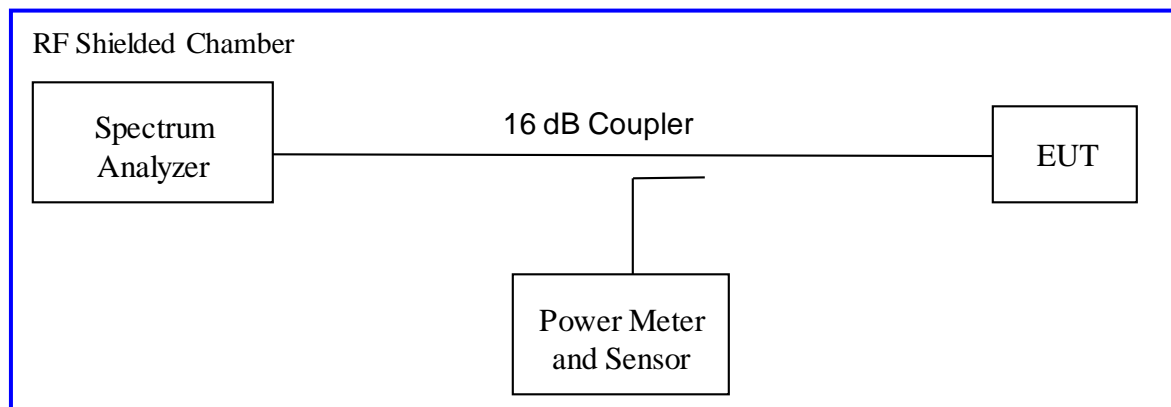 RF Shielded Chamber
Spectrum
Analyzer
16 dB Coupler
EUT
Power Meter
and Sensor